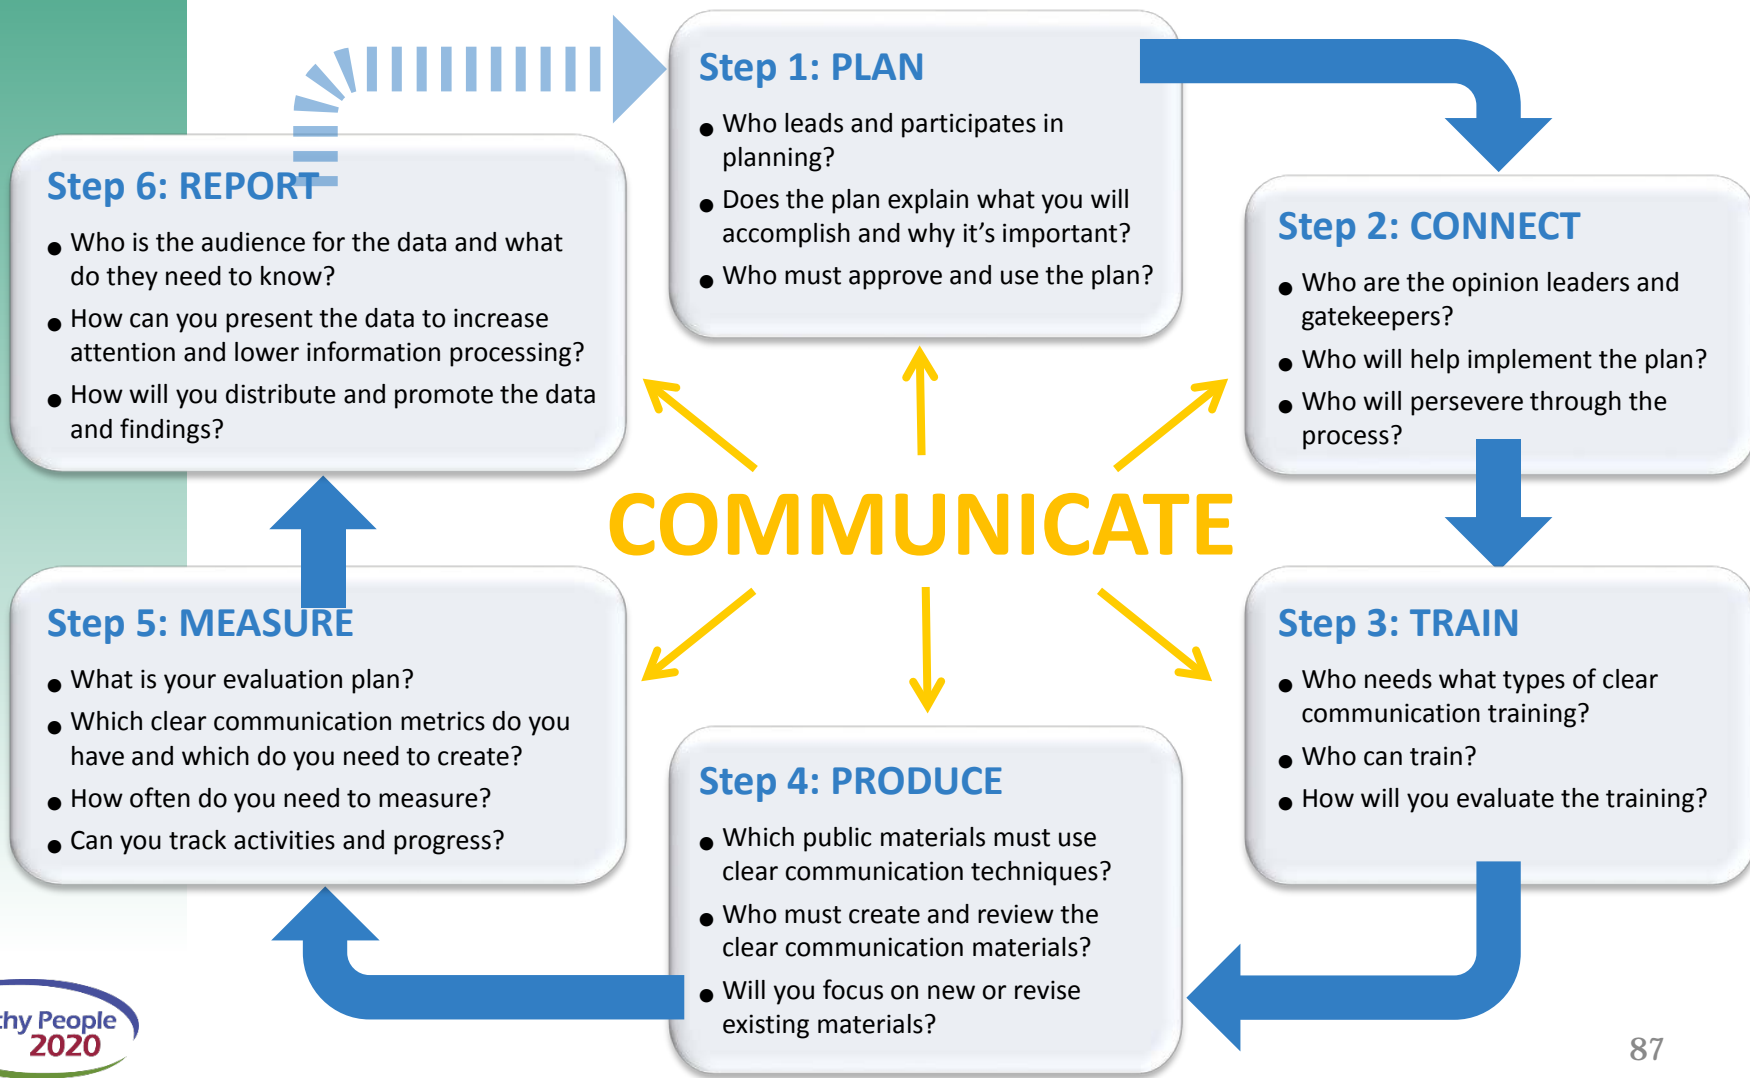 Step 1: PLAN
• Who leads and participates in
planning?
• Does the plan explain what you will
accomplish and why it's important?
• Who must approve and use the plan?
Step 2: CONNECT
• Who are the opinion leaders and
gatekeepers?
• Who will help implement the plan?
• Who will persevere through the
process?
Step 3: TRAIN
• Who needs what types of clear
communication training?
• Who can train?
• How will you evaluate the training?
Step 4: PRODUCE
• Which public materials must use
clear communication techniques?
• Who must create and review the
clear communication materials?
• Will you focus on new or revise
existing materials?
Step 5: MEASURE
• What is your evaluation plan?
• Which clear communication metrics do you
have and which do you need to create?
• How often do you need to measure?
• Can you track activities and progress?
Step 6: REPORT
• Who is the audience for the data and what
do they need to know?
• How can you present the data to increase
attention and lower information processing?
• How will you distribute and promote the data
and findings?
COMMUNICATE
thy People
2020
87